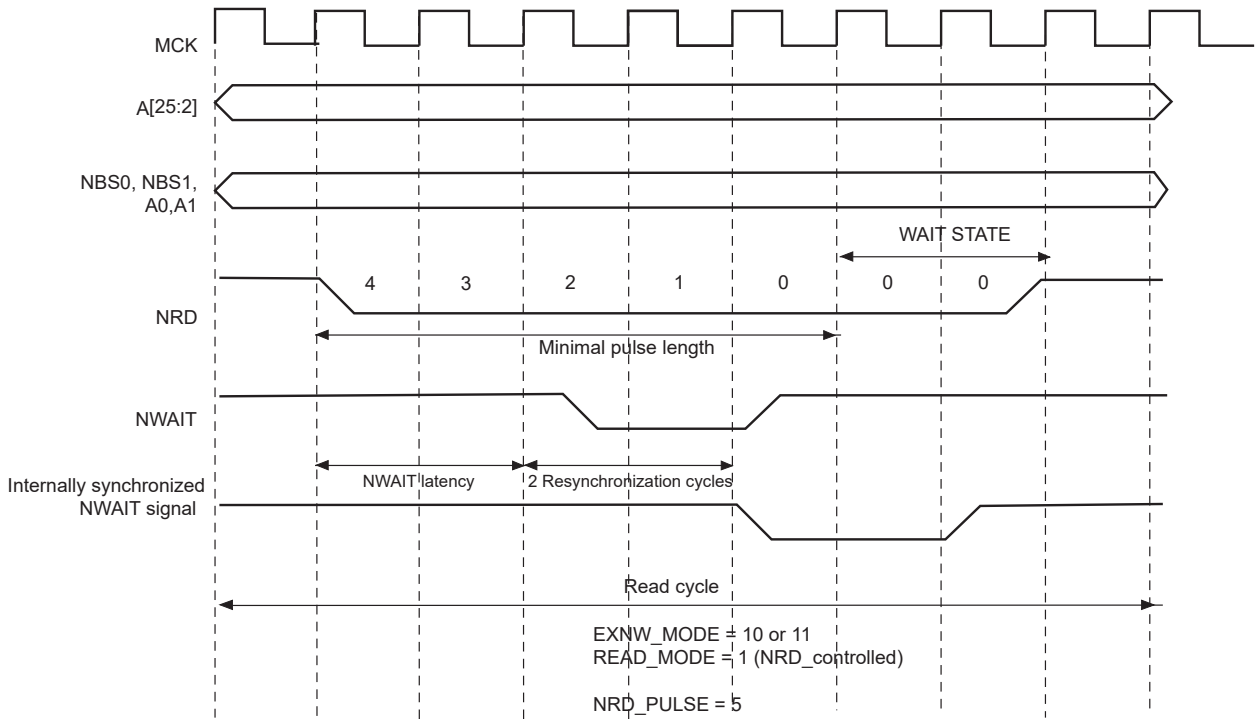 MCK
A[25:2]
NBS0, NBS1,
A0,A1
WAIT STATE
4 3 2 1 0 0 0
NRD
Minimal pulse length
NWAIT
NWAIT latency
2 Resynchronization cycles
Internally synchronized
NWAIT signal
Read cycle
EXNW_MODE = 10 or 11
READ_MODE = 1 (NRD_controlled)
NRD_PULSE = 5